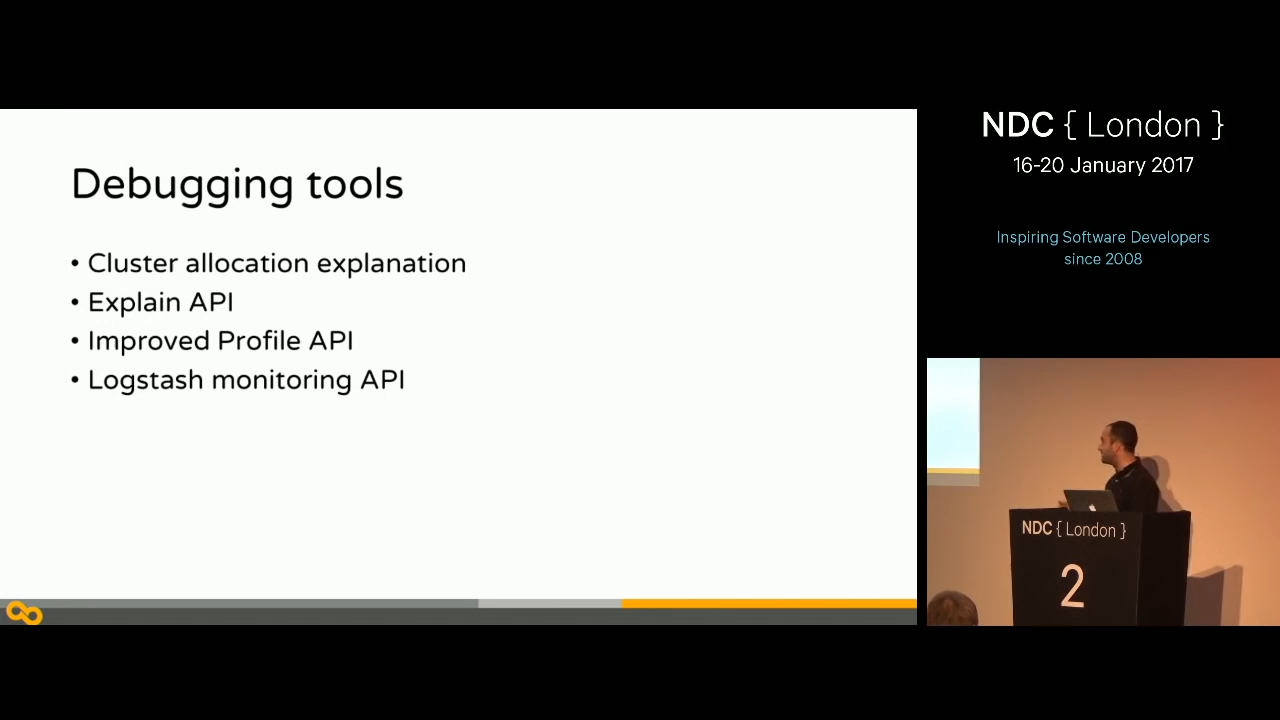 Debugging tools
• Cluster allocation explanation
• Explain API
• Improved Profile API
• Logstash monitoring API
NDC { London }
16-20 January 2017
Inspiring Software Developers
since 2008
NDC { London }
2